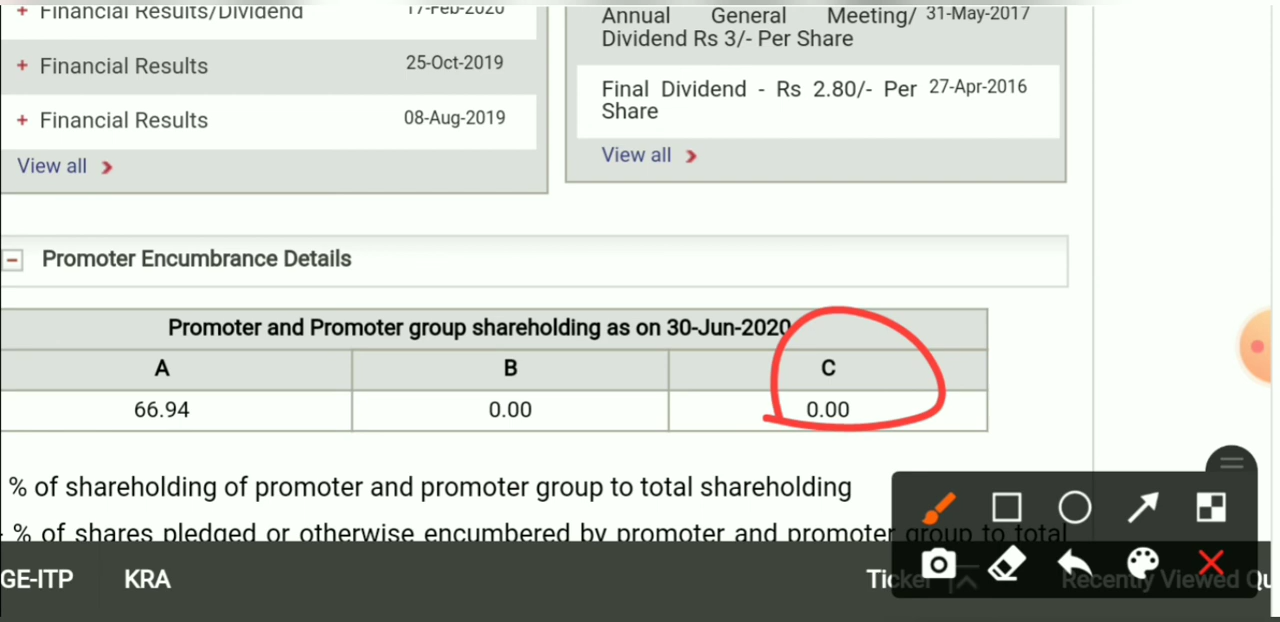 + Financial Results/Dividend 17-Feb-2020
+ Financial Results 25-Oct-2019
+ Financial Results 08-Aug-2019
View all
Annual General Meeting/ 31-May-2017
Dividend Rs 3/- Per Share
Final Dividend - Rs 2.80/- Per 27-Apr-2016
Share
View all
Promoter Encumbrance Details
Promoter and Promoter group shareholding as on 30-Jun-2020
A B C
66.94 0.00 0.00
% of shareholding of promoter and promoter group to total shareholding
- % of shares pledged or otherwise encumbered by promoter and promoter group to total
GE-ITP KRA Ticker Recently Viewed Qu